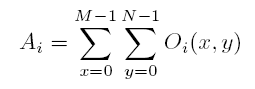 A_i = \sum_{x=0}^{M-1} \sum_{y=0}^{N-1} O_i(x, y)